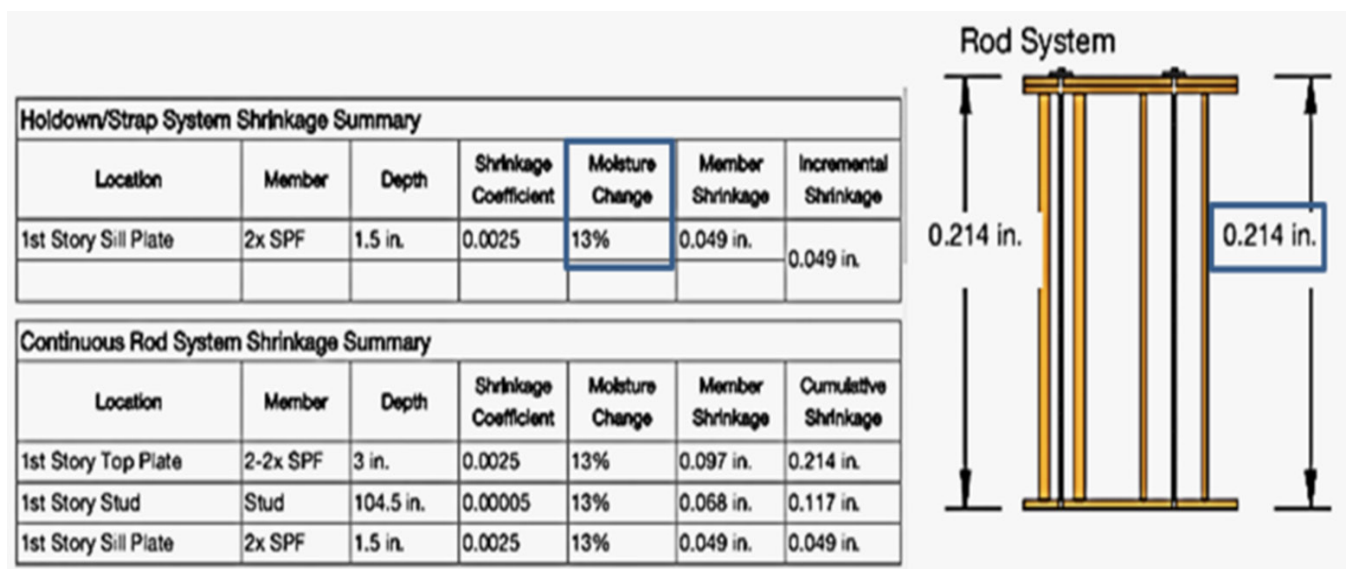 Rod System
Holdown/Strap System Shrinkage Summary
Location Member Depth Shrinkage Coefficient Moisture Change Member Shrinkage Incremental Shrinkage
1st Story Sill Plate 2x SPF 1.5 in. 0.0025 13% 0.049 in. 0.049 in.
0.214 in. 0.214 in.
Continuous Rod System Shrinkage Summary
Location Member Depth Shrinkage Coefficient Moisture Change Member Shrinkage Cumulative Shrinkage
1st Story Top Plate 2-2x SPF 3 in. 0.0025 13% 0.097 in. 0.214 in.
1st Story Stud Stud 104.5 in. 0.00005 13% 0.068 in. 0.117 in.
1st Story Sill Plate 2x SPF 1.5 in. 0.0025 13% 0.049 in. 0.049 in.